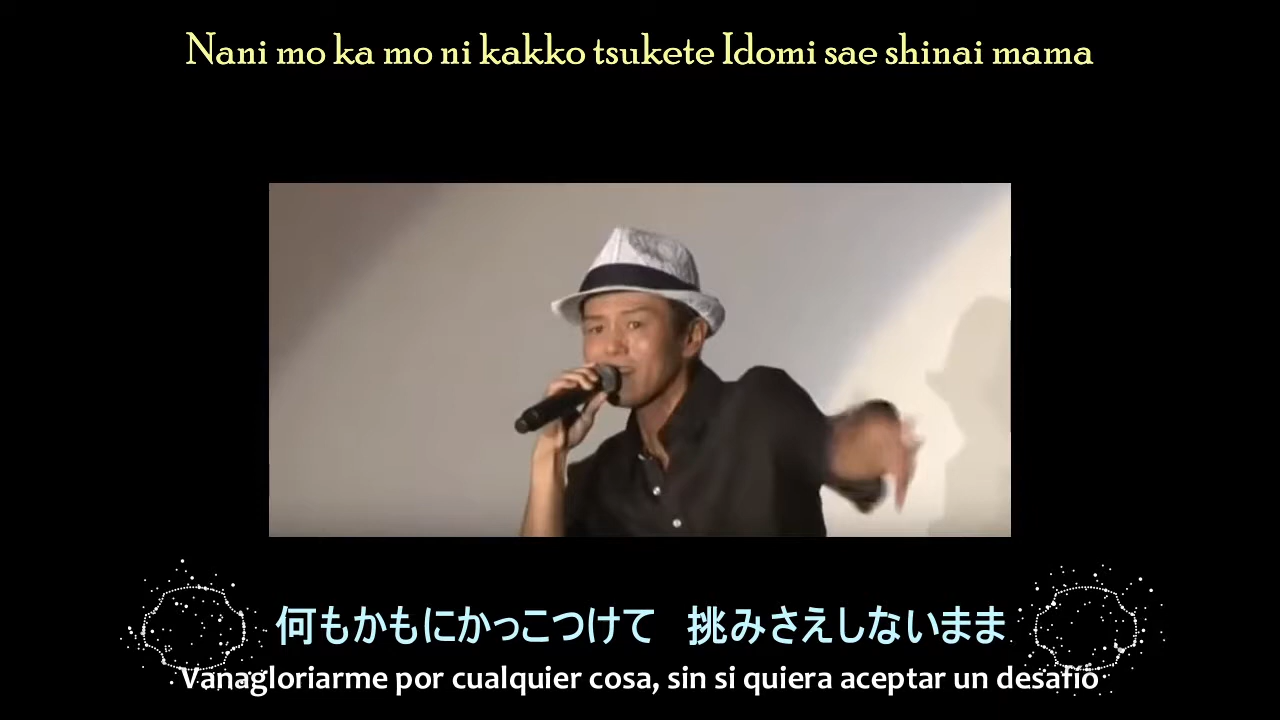 Nani mo ka mo ni kakko tsukete Idomi sae shinai mama
何もかもにかっこつけて　挑みさえしないまま
Vanagloriarme por cualquier cosa, sin si quiera aceptar un desafío